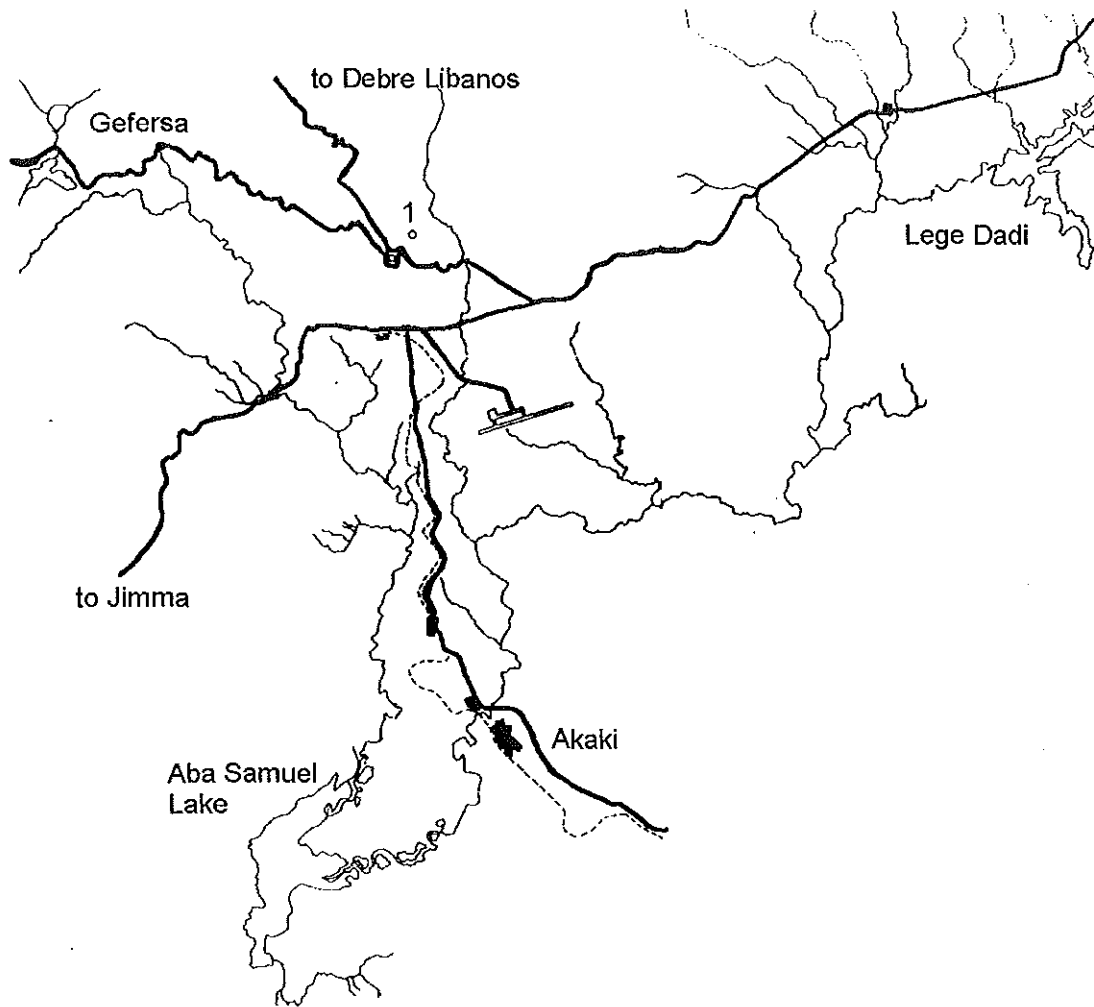 to Debre Libanos
Gefersa
1
Lege Dadi
to Jimma
Akaki
Aba Samuel
Lake